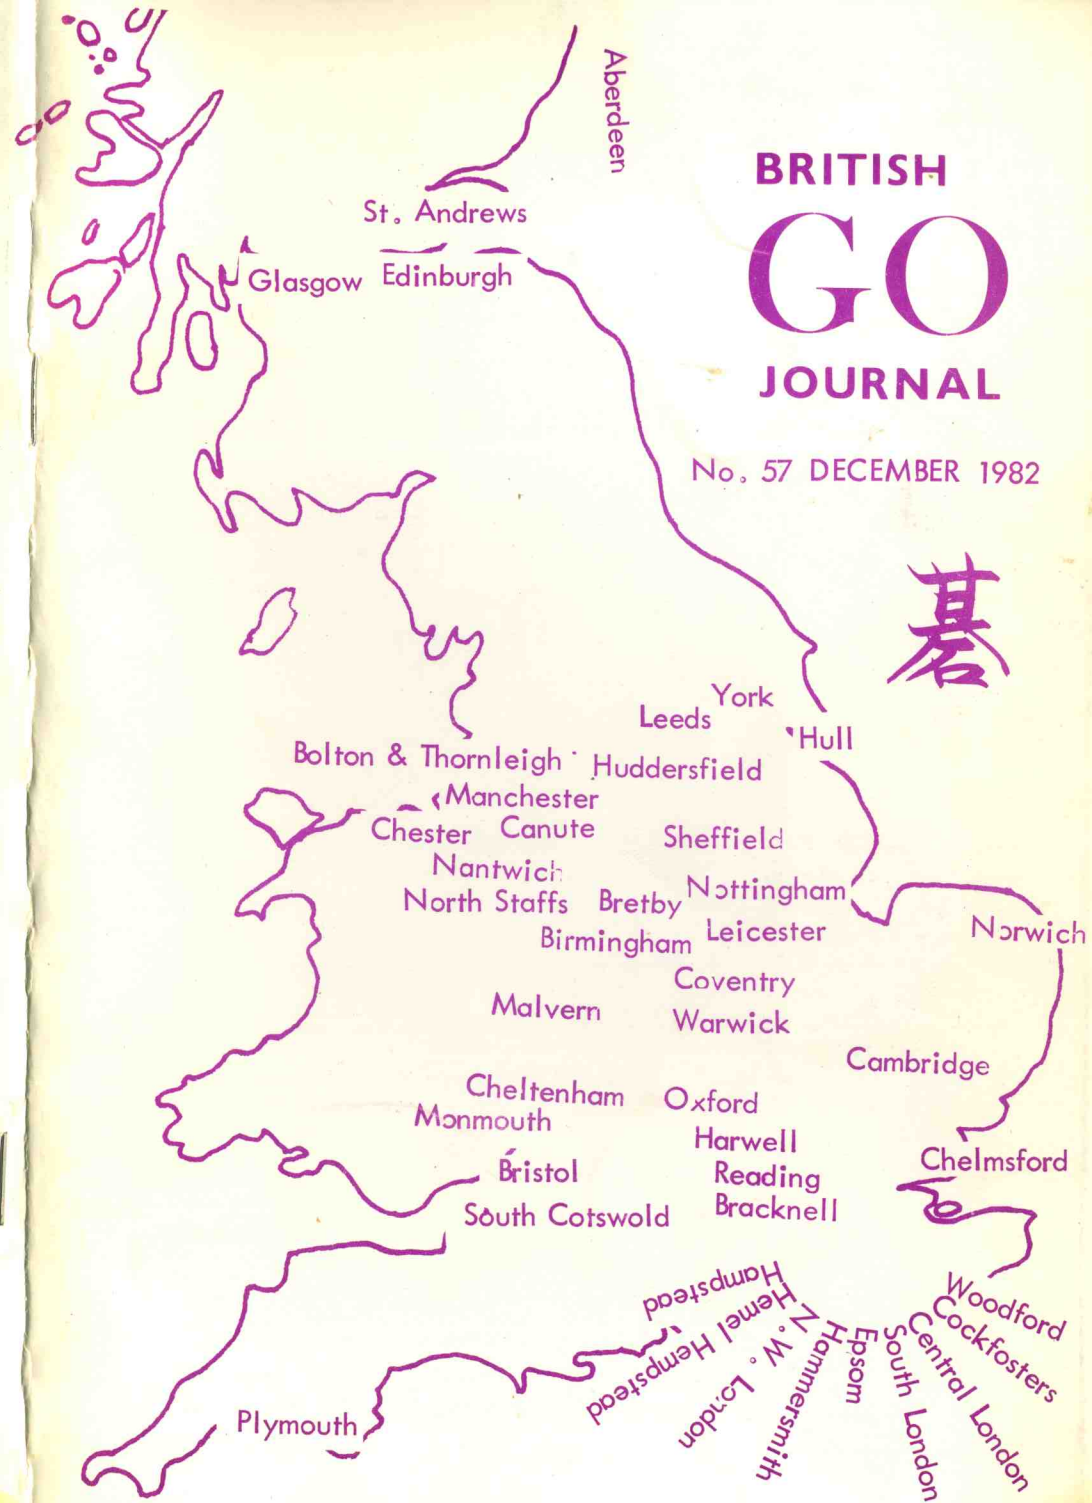 BRITISH
GO
JOURNAL
No. 57 DECEMBER 1982
碁
Aberdeen
St. Andrews
Glasgow
Edinburgh
York
Leeds
Hull
Bolton & Thornleigh
Huddersfield
Manchester
Chester
Canute
Sheffield
Nantwich
Nottingham
North Staffs
Bretby
Birmingham
Leicester
Norwich
Coventry
Malvern
Warwick
Cambridge
Cheltenham
Oxford
Monmouth
Harwell
Chelmsford
Bristol
Reading
South Cotswold
Bracknell
Hampstead
Hemel Hempstead
N. W. London
Hammersmith
Epsom
South London
Central London
Cockfosters
Woodford
Plymouth